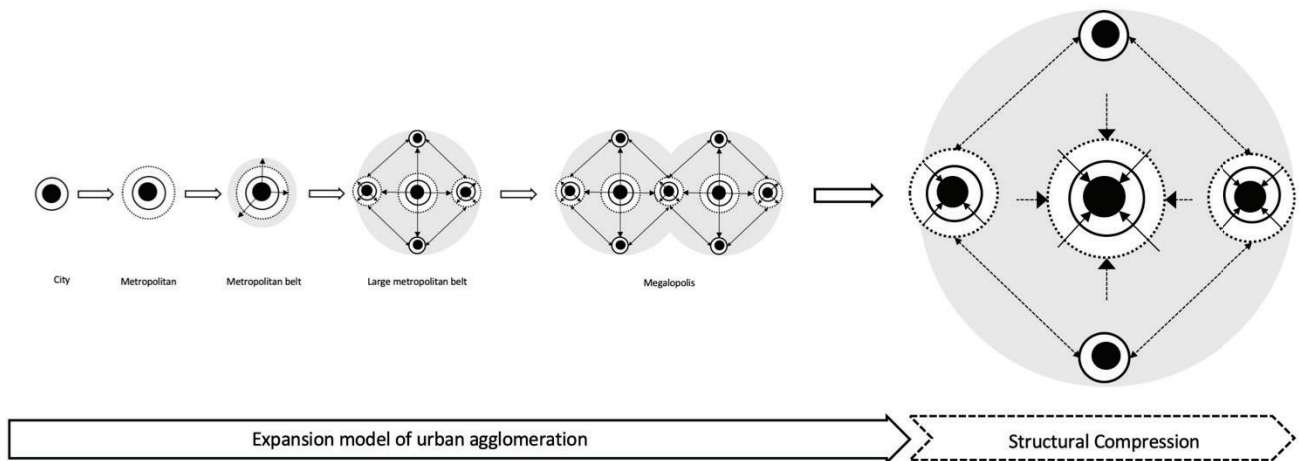 City
Metropolitan
Metropolitan belt
Large metropolitan belt
Megalopolis
Expansion model of urban agglomeration
Structural Compression